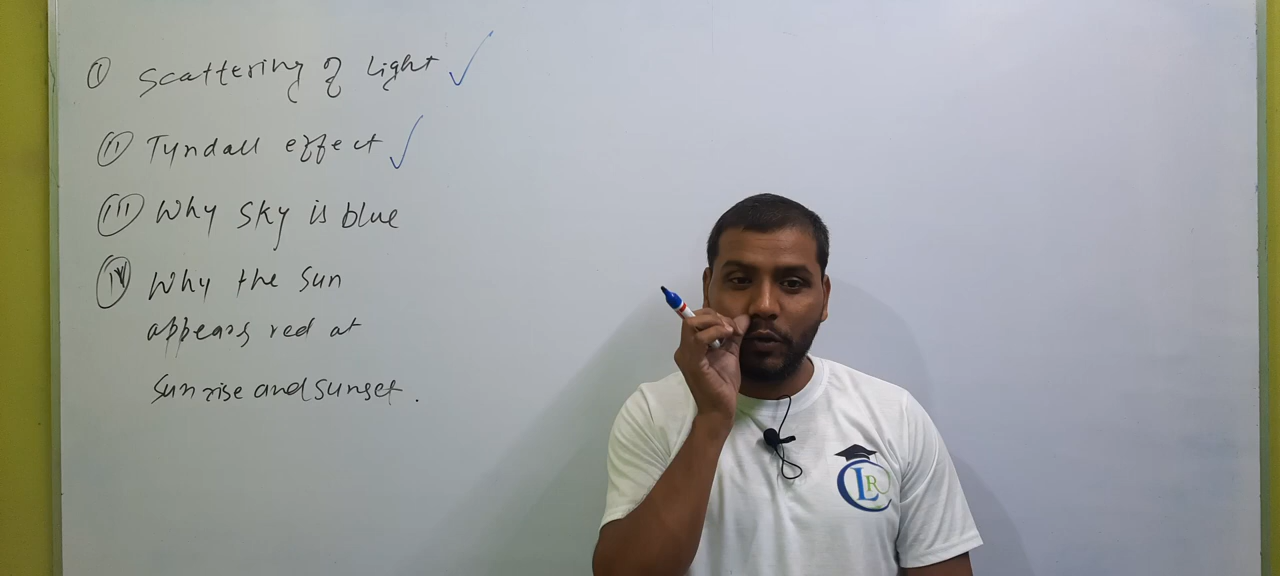 (I) Scattering of Light ✓
(II) Tyndall effect ✓
(III) Why sky is blue
(IV) Why the sun
appears red at
sunrise and sunset.
LRC